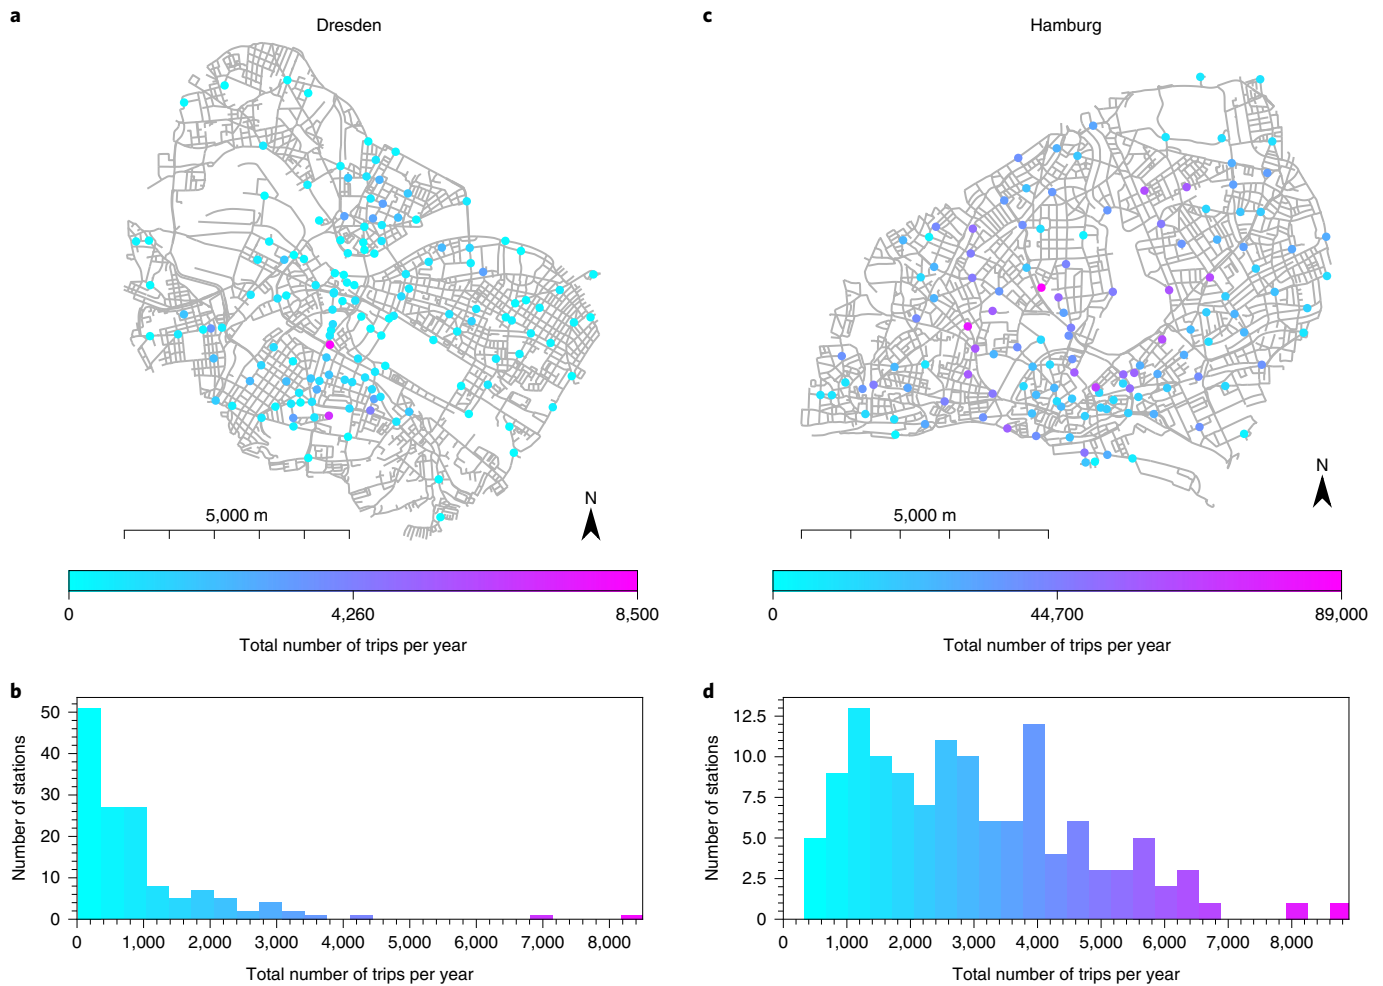 a
Dresden
N
5,000 m
0
4,260
8,500
Total number of trips per year
b
50
40
30
20
10
0
Number of stations
0
1,000
2,000
3,000
4,000
5,000
6,000
7,000
8,000
Total number of trips per year
c
Hamburg
N
5,000 m
0
44,700
89,000
Total number of trips per year
d
12.5
10.0
7.5
5.0
2.5
0
Number of stations
0
1,000
2,000
3,000
4,000
5,000
6,000
7,000
8,000
Total number of trips per year